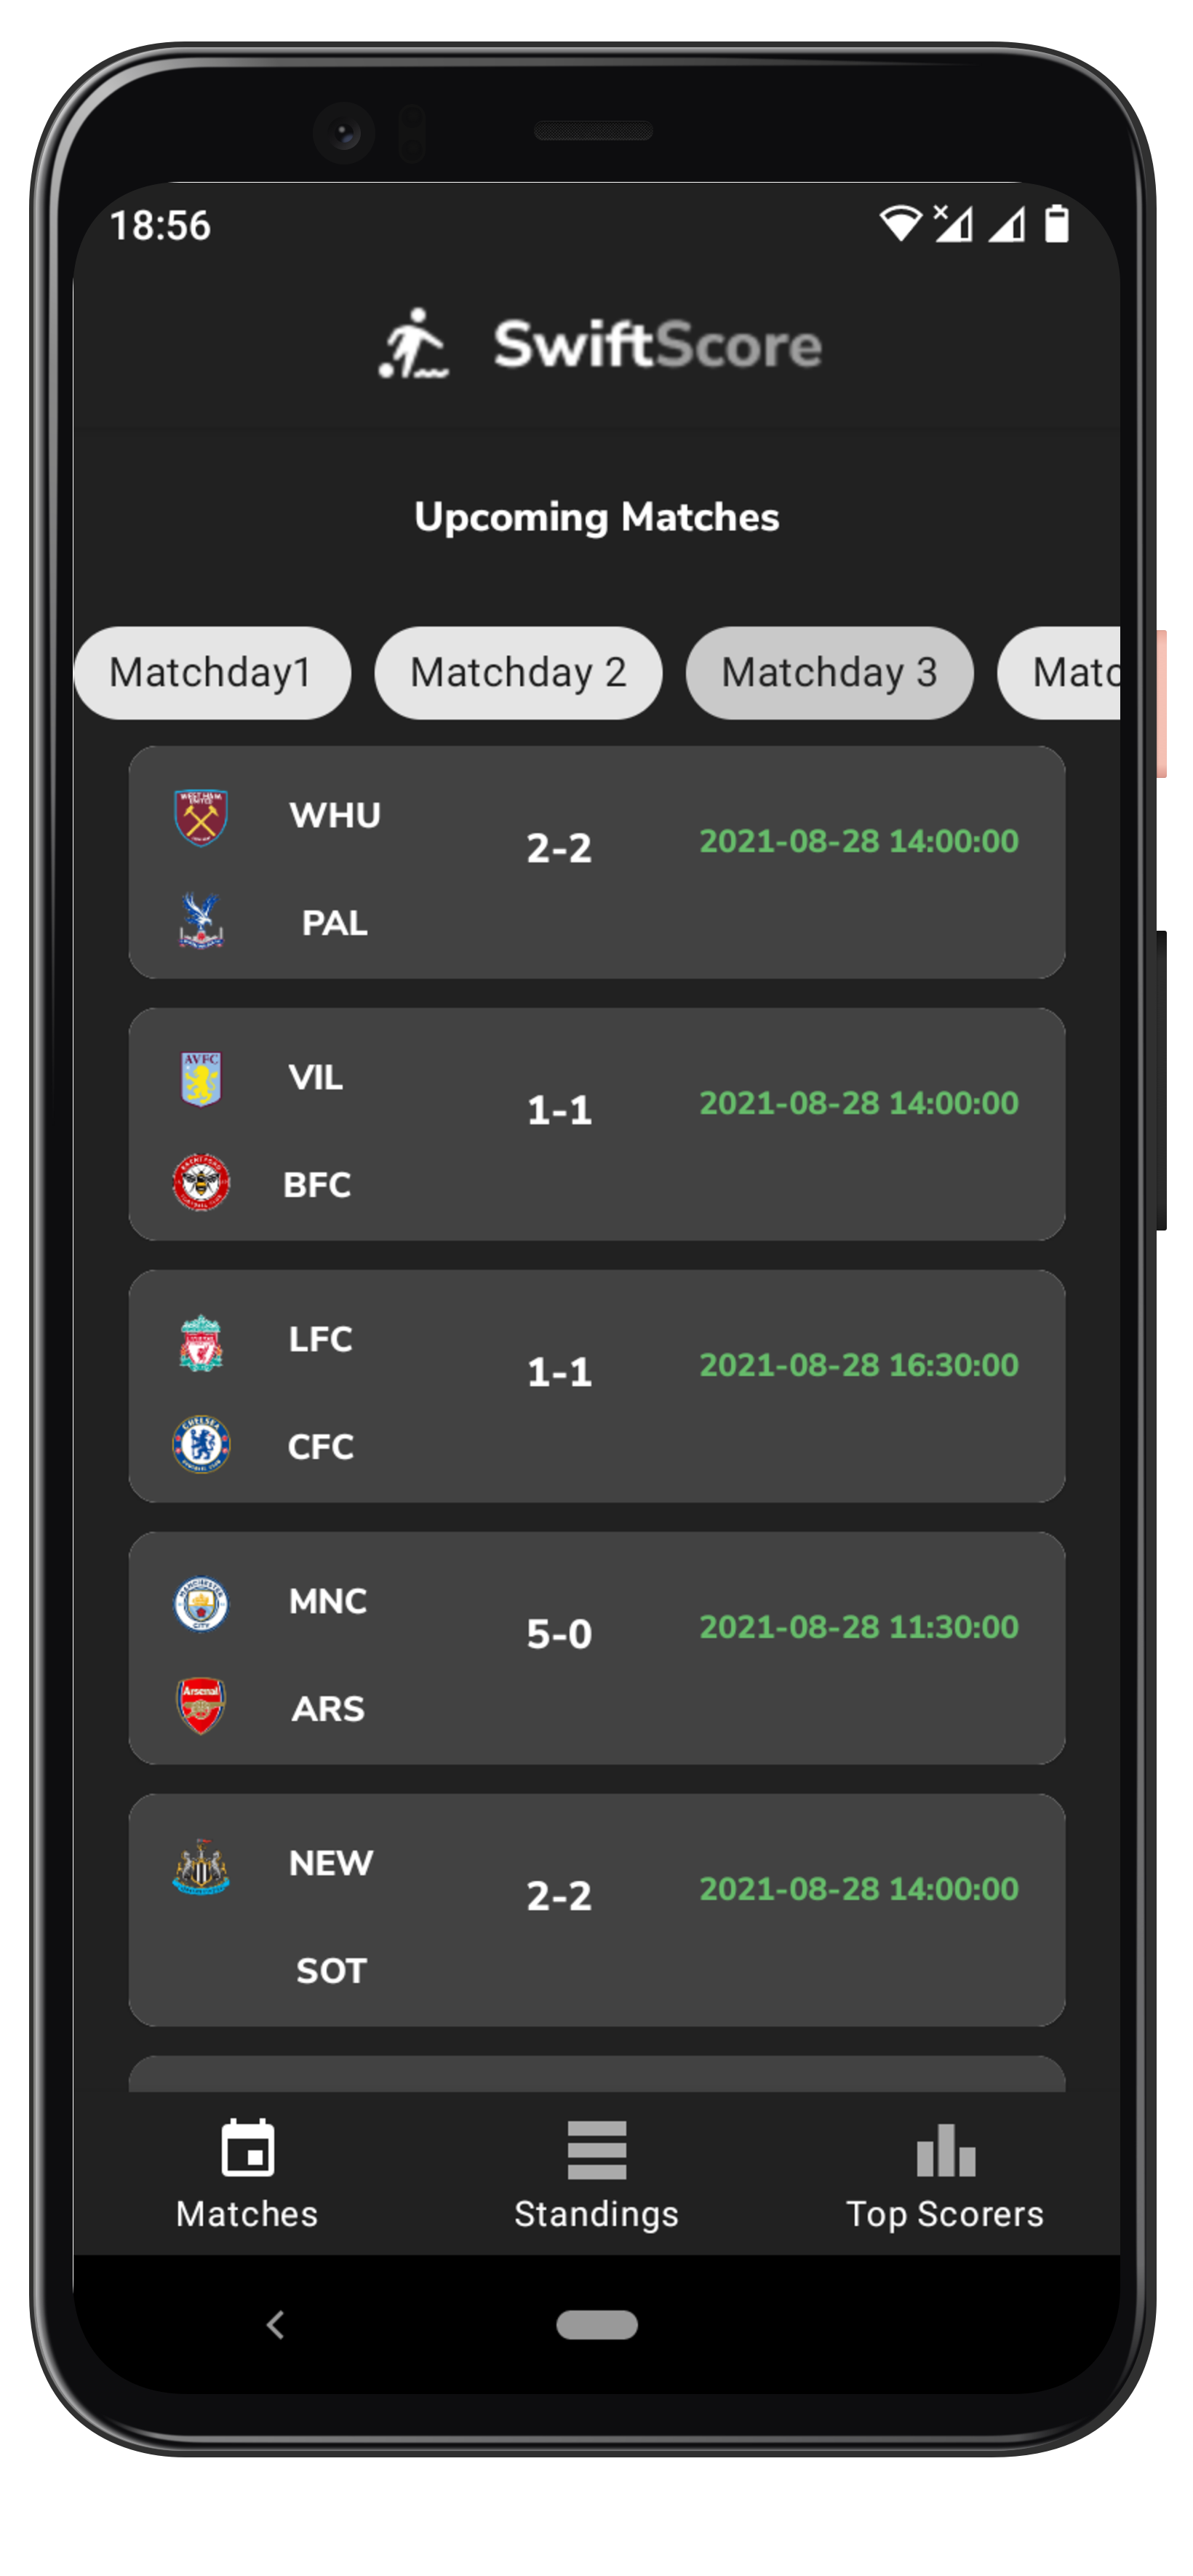 18:56
SwiftScore
Upcoming Matches
Matchday1 Matchday 2 Matchday 3 Matc
WHU
2-2 2021-08-28 14:00:00
PAL
VIL
1-1 2021-08-28 14:00:00
BFC
LFC
1-1 2021-08-28 16:30:00
CFC
MNC
5-0 2021-08-28 11:30:00
ARS
NEW
2-2 2021-08-28 14:00:00
SOT
Matches Standings Top Scorers